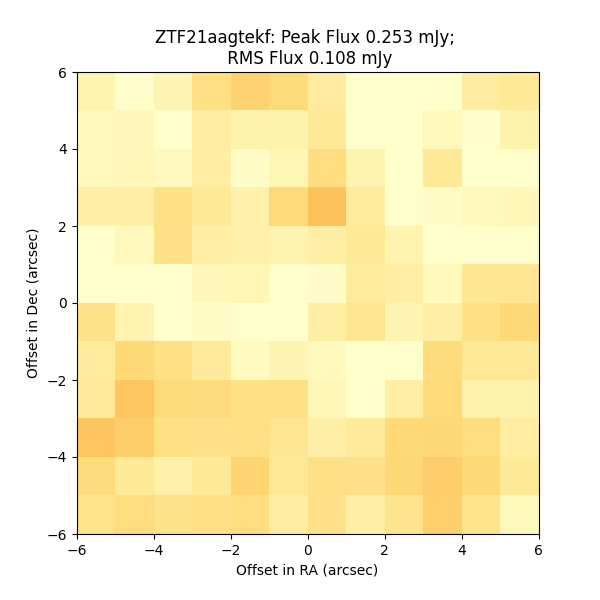 ZTF21aagtekf: Peak Flux 0.253 mJy;
RMS Flux 0.108 mJy
6
4
2
0
−2
−4
−6
Offset in Dec (arcsec)
−6 −4 −2 0 2 4 6
Offset in RA (arcsec)